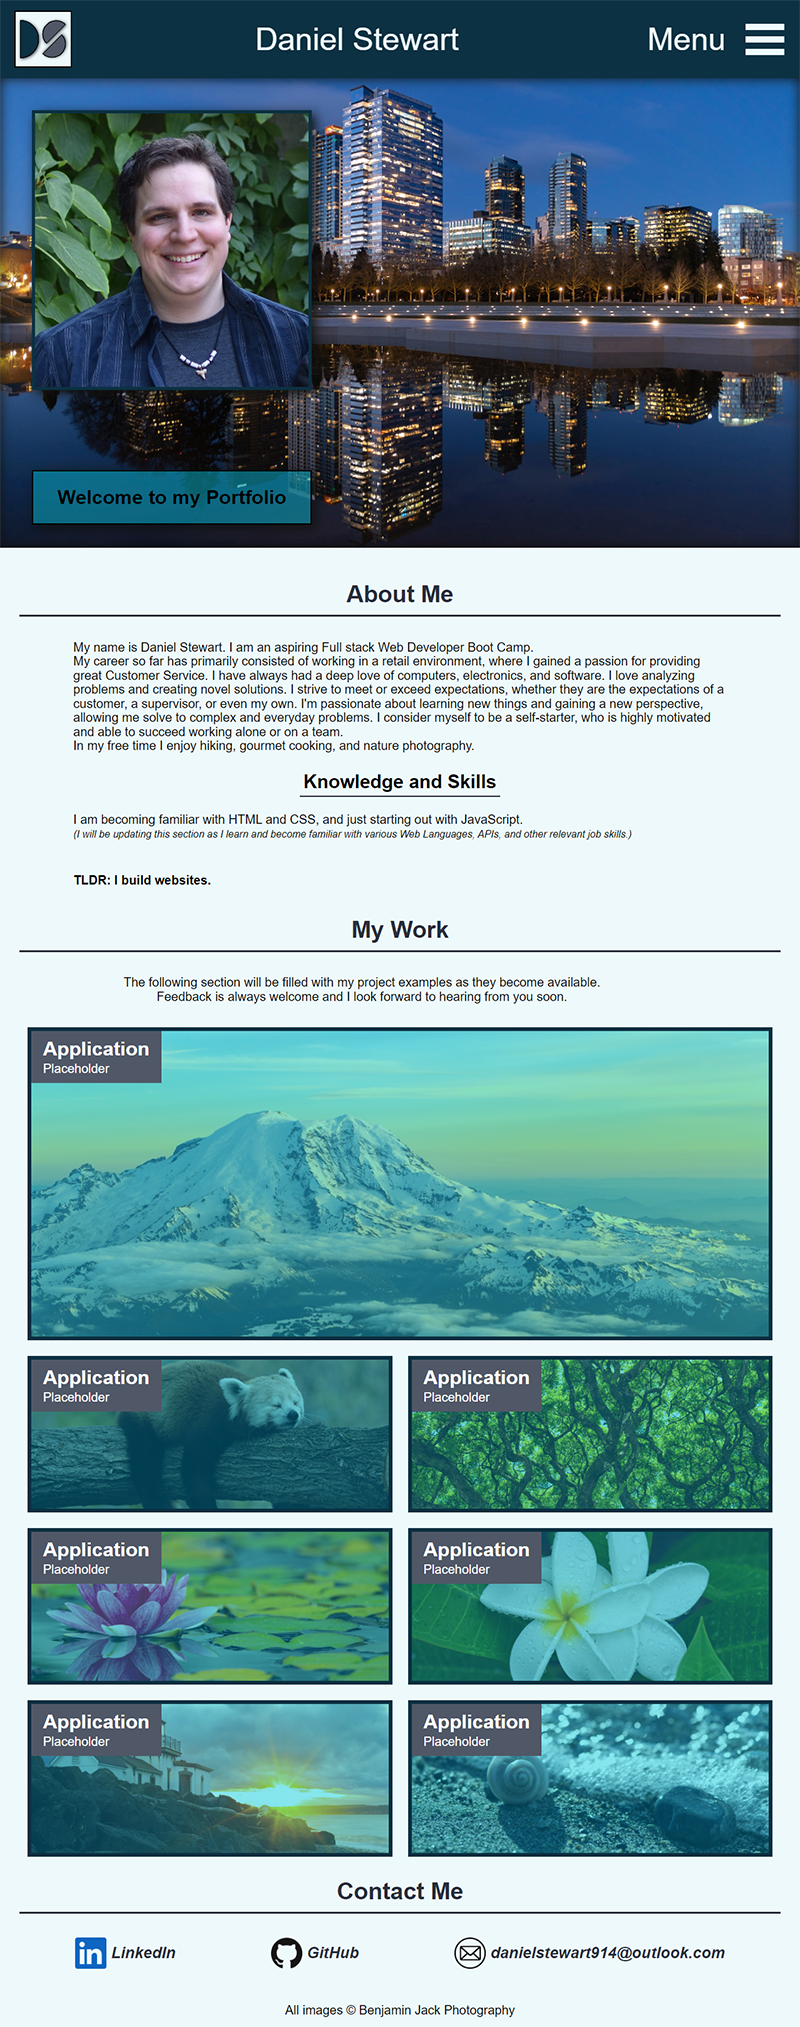 DS
Daniel Stewart
Menu
Welcome to my Portfolio
About Me
My name is Daniel Stewart. I am an aspiring Full stack Web Developer Boot Camp.
My career so far has primarily consisted of working in a retail environment, where I gained a passion for providing
great Customer Service. I have always had a deep love of computers, electronics, and software. I love analyzing
problems and creating novel solutions. I strive to meet or exceed expectations, whether they are the expectations of a
customer, a supervisor, or even my own. I'm passionate about learning new things and gaining a new perspective,
allowing me solve to complex and everyday problems. I consider myself to be a self-starter, who is highly motivated
and able to succeed working alone or on a team.
In my free time I enjoy hiking, gourmet cooking, and nature photography.
Knowledge and Skills
I am becoming familiar with HTML and CSS, and just starting out with JavaScript.
(I will be updating this section as I learn and become familiar with various Web Languages, APIs, and other relevant job skills.)
TLDR: I build websites.
My Work
The following section will be filled with my project examples as they become available.
Feedback is always welcome and I look forward to hearing from you soon.
Application
Placeholder
Application
Placeholder
Application
Placeholder
Application
Placeholder
Application
Placeholder
Application
Placeholder
Application
Placeholder
Contact Me
in LinkedIn
GitHub
danielstewart914@outlook.com
All images © Benjamin Jack Photography